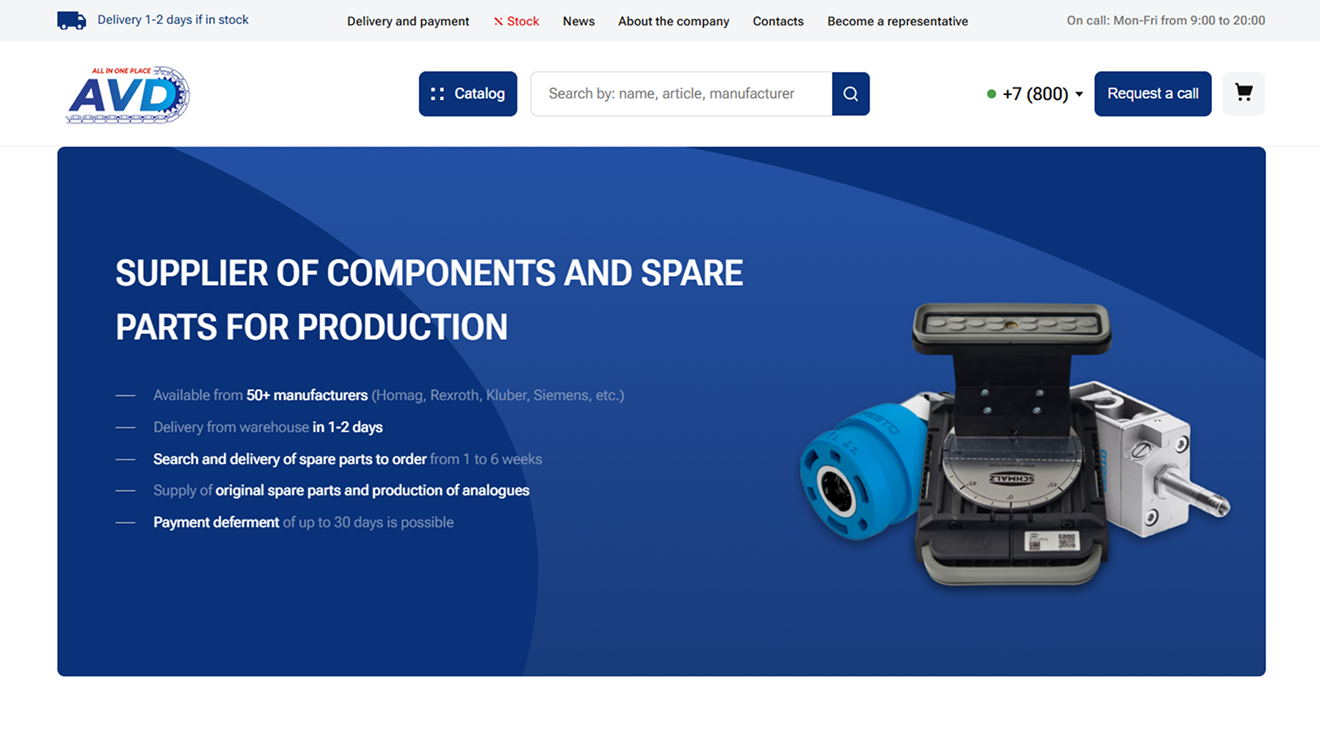 Delivery 1-2 days if in stock
Delivery and payment
Stock
News
About the company
Contacts
Become a representative
On call: Mon-Fri from 9:00 to 20:00
ALL IN ONE PLACE
AVD
Catalog
Search by: name, article, manufacturer
+7 (800)
Request a call
SUPPLIER OF COMPONENTS AND SPARE
PARTS FOR PRODUCTION
Available from 50+ manufacturers (Homag, Rexroth, Kluber, Siemens, etc.)
Delivery from warehouse in 1-2 days
Search and delivery of spare parts to order from 1 to 6 weeks
Supply of original spare parts and production of analogues
Payment deferment of up to 30 days is possible
SCHMALZ
45°
0°
45°